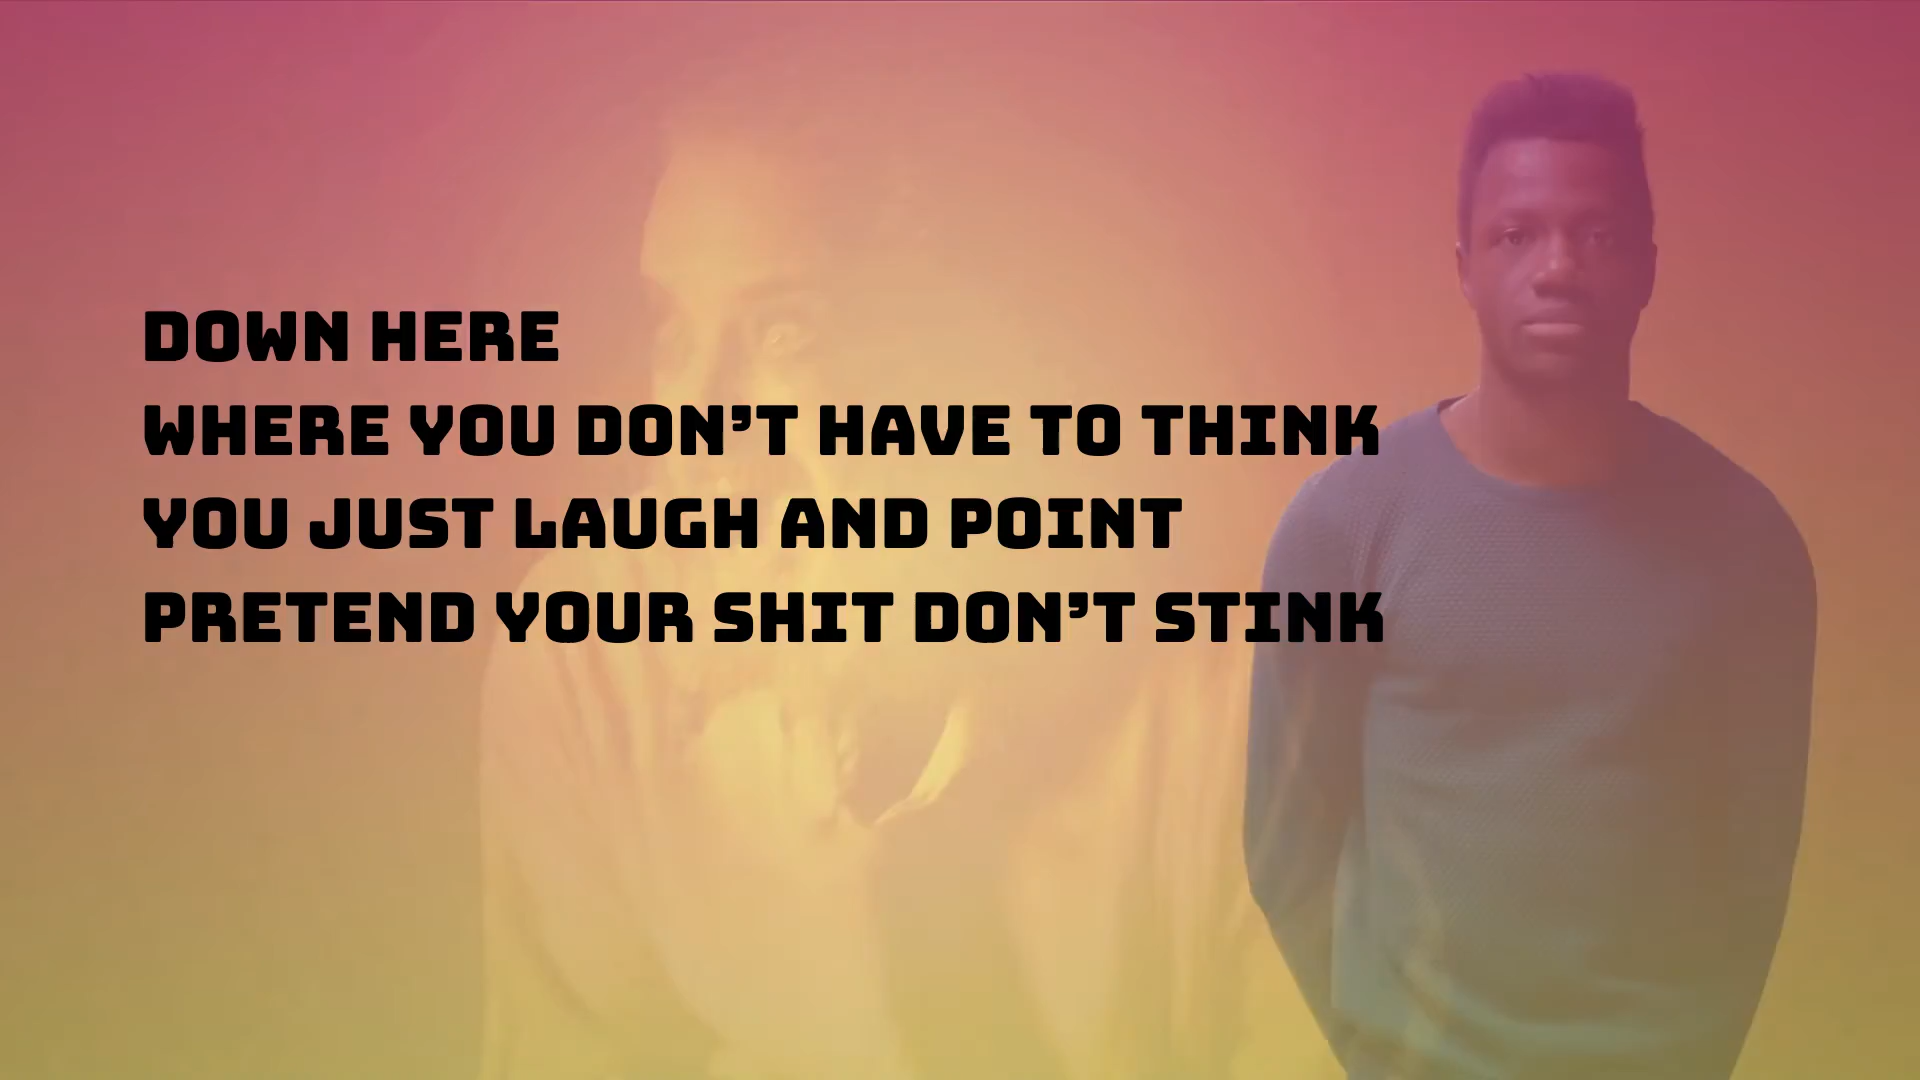 DOWN HERE
WHERE YOU DON’T HAVE TO THINK
YOU JUST LAUGH AND POINT
PRETEND YOUR SHIT DON’T STINK